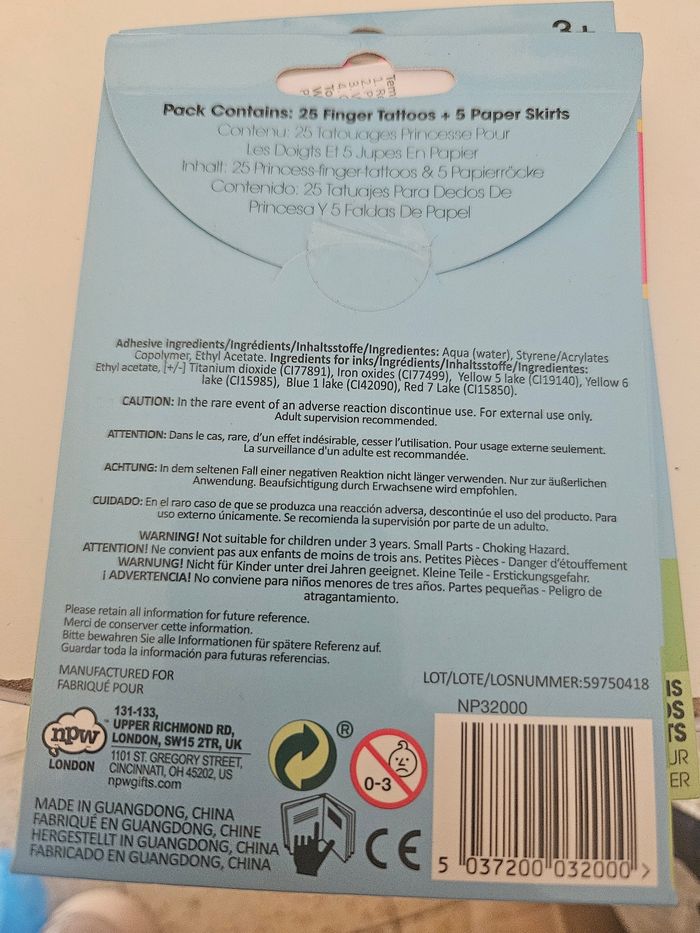 3+
Pack Contains: 25 Finger Tattoos + 5 Paper Skirts
Contenu: 25 Tatouages Princesse Pour
Les Doigts Et 5 Jupes En Papier
Inhalt: 25 Princess-finger-tattoos & 5 Papierröcke
Contenido: 25 Tatuajes Para Dedos De
Princesa Y 5 Faldas De Papel
Adhesive ingredients/Ingrédients/Inhaltsstoffe/Ingredientes: Aqua (water), Styrene/Acrylates
Copolymer, Ethyl Acetate. Ingredients for inks/Ingrédients/Inhaltsstoffe/Ingredientes:
Ethyl acetate, [+/-] Titanium dioxide (CI77891), Iron oxides (CI77499), Yellow 5 lake (CI19140), Yellow 6
lake (CI15985), Blue 1 lake (CI42090), Red 7 Lake (CI15850).
CAUTION: In the rare event of an adverse reaction discontinue use. For external use only.
Adult supervision recommended.
ATTENTION: Dans le cas, rare, d'un effet indésirable, cesser l'utilisation. Pour usage externe seulement.
La surveillance d'un adulte est recommandée.
ACHTUNG: In dem seltenen Fall einer negativen Reaktion nicht länger verwenden. Nur zur äußerlichen
Anwendung. Beaufsichtigung durch Erwachsene wird empfohlen.
CUIDADO: En el raro caso de que se produzca una reacción adversa, descontinúe el uso del producto. Para
uso externo únicamente. Se recomienda la supervisión por parte de un adulto.
WARNING! Not suitable for children under 3 years. Small Parts - Choking Hazard.
ATTENTION! Ne convient pas aux enfants de moins de trois ans. Petites Pièces - Danger d'étouffement
WARNUNG! Nicht für Kinder unter drei Jahren geeignet. Kleine Teile - Erstickungsgefahr.
¡ ADVERTENCIA! No conviene para niños menores de tres años. Partes pequeñas - Peligro de
atragantamiento.
Please retain all information for future reference.
Merci de conserver cette information.
Bitte bewahren Sie alle Informationen für spätere Referenz auf.
Guardar toda la información para futuras referencias.
MANUFACTURED FOR
FABRIQUÉ POUR
LOT/LOTE/LOSNUMMER:59750418
NP32000
npw™
LONDON
131-133,
UPPER RICHMOND RD,
LONDON, SW15 2TR, UK
1101 ST. GREGORY STREET,
CINCINNATI, OH 45202, US
npwgifts.com
®
0-3
MADE IN GUANGDONG, CHINA
FABRIQUÉ EN GUANGDONG, CHINE
HERGESTELLT IN GUANGDONG, CHINA
FABRICADO EN GUANGDONG, CHINA
CE
5 037200 032000 >